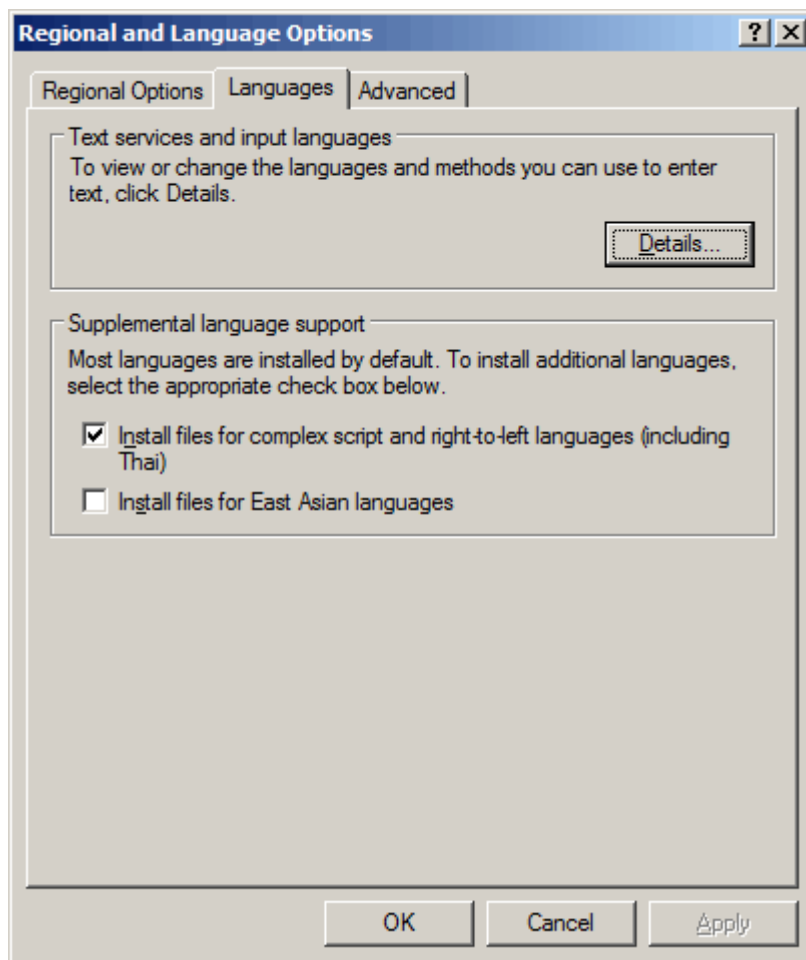 Regional and Language Options
Regional Options
Languages
Advanced
Text services and input languages
To view or change the languages and methods you can use to enter
text, click Details.
Details...
Supplemental language support
Most languages are installed by default. To install additional languages,
select the appropriate check box below.
Install files for complex script and right-to-left languages (including
Thai)
Install files for East Asian languages
OK
Cancel
Apply